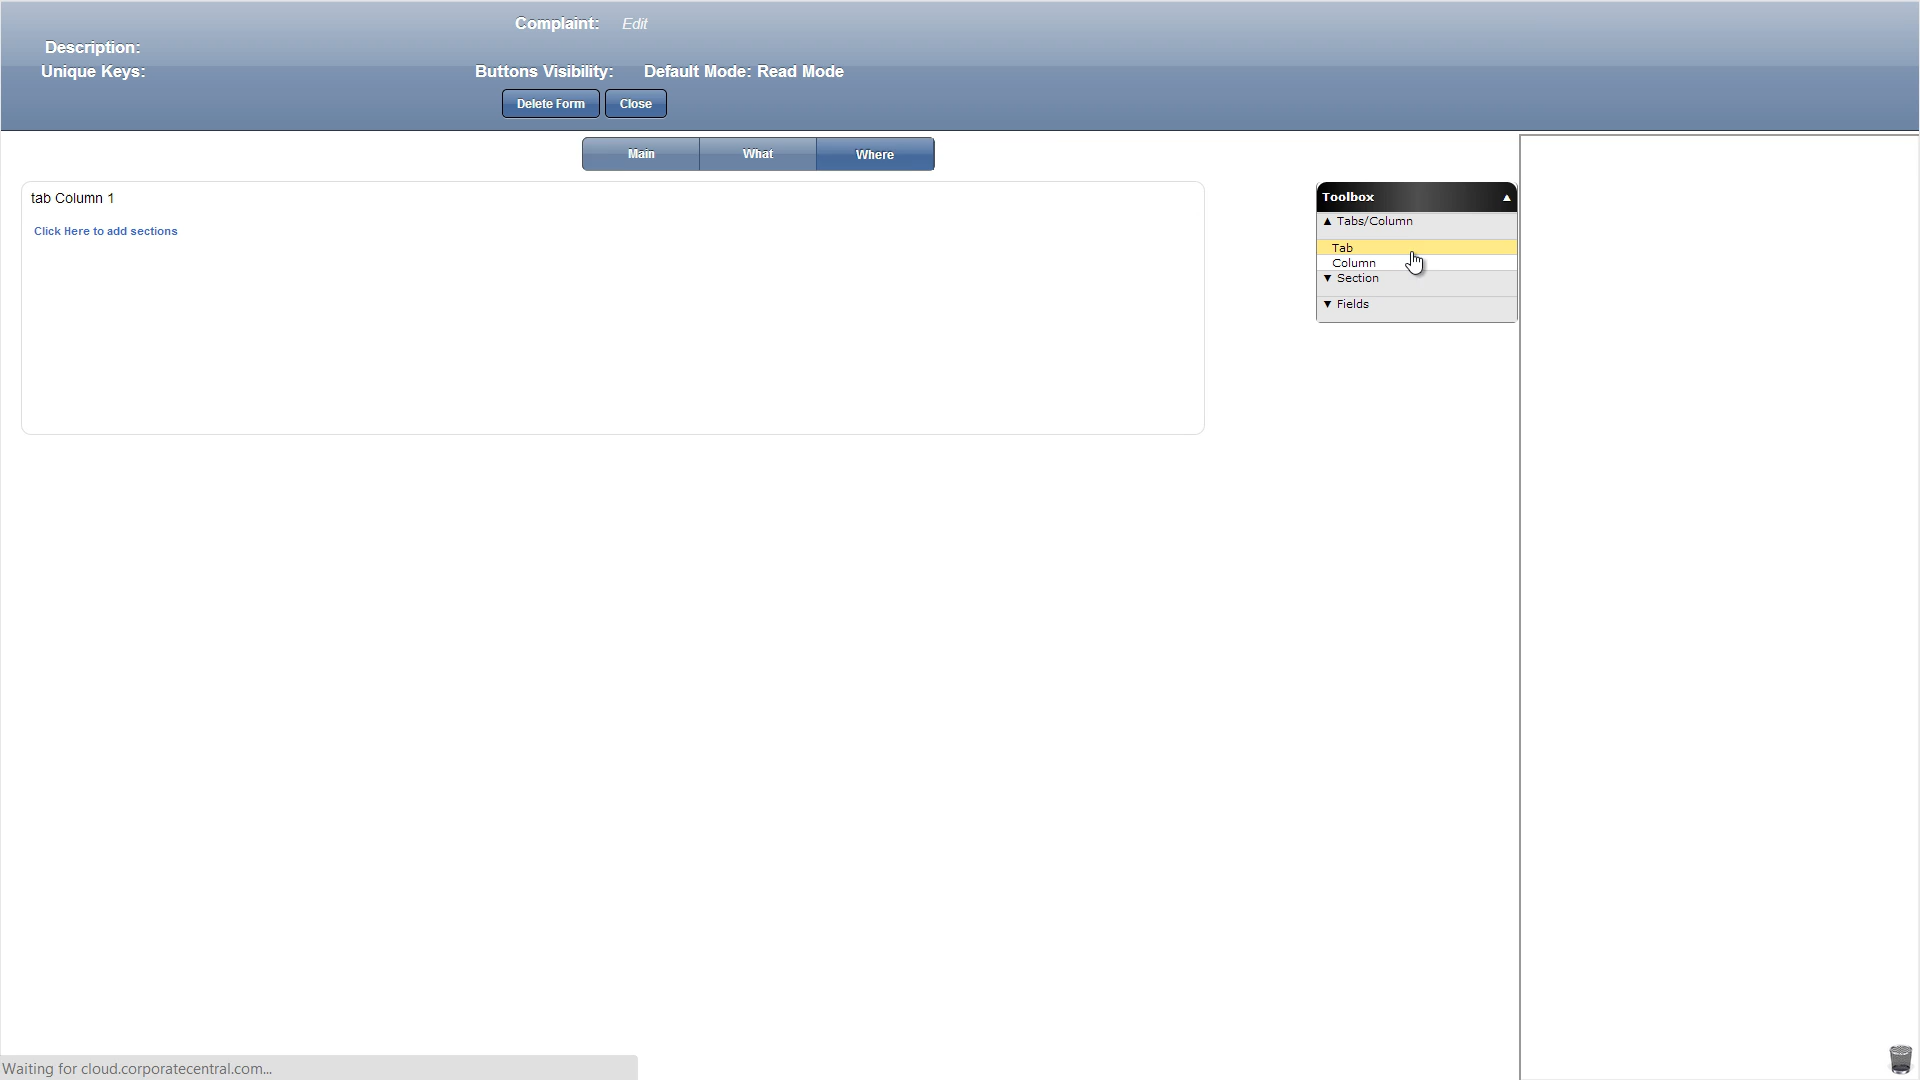 Complaint: Edit
Description:
Unique Keys:
Buttons Visibility: Default Mode: Read Mode
Delete Form Close
Main What Where
tab Column 1
Click Here to add sections
Toolbox ▲
▲ Tabs/Column
Tab
Column
▼ Section
▼ Fields
Waiting for cloud.corporatecentral.com...